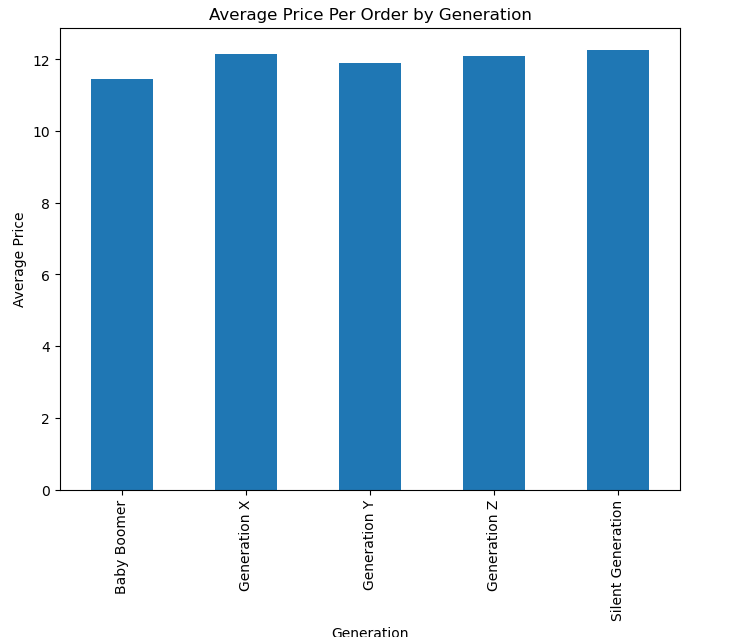 Average Price Per Order by Generation
12
10
8
6
4
2
0
Average Price
Baby Boomer
Generation X
Generation Y
Generation Z
Silent Generation
Generation